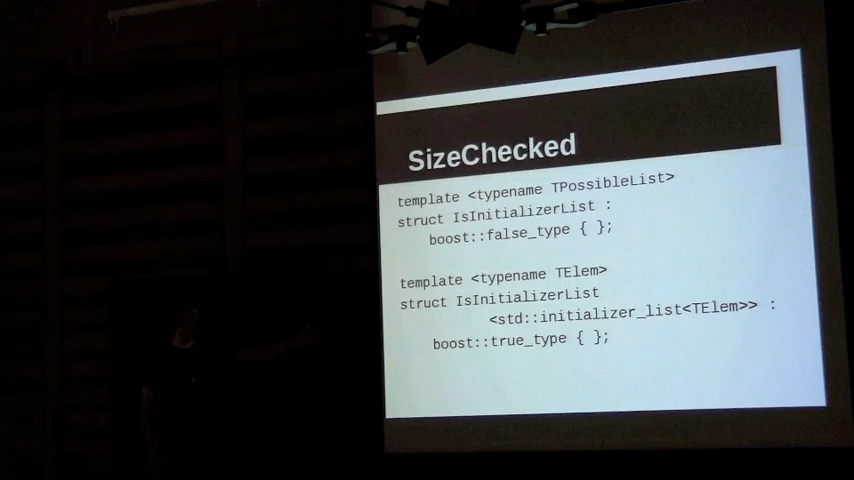 SizeChecked
template <typename TPossibleList>
struct IsInitializerList :
boost::false_type { };
template <typename TElem>
struct IsInitializerList
<std::initializer_list<TElem>> :
boost::true_type { };